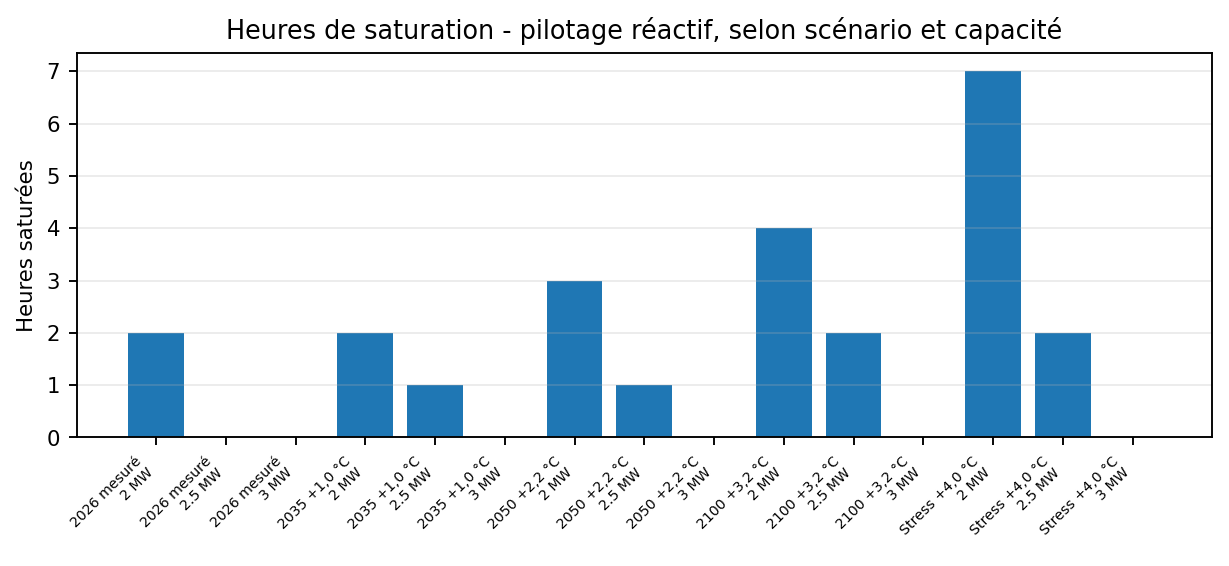 Heures de saturation - pilotage réactif, selon scénario et capacité
Heures saturées
7
6
5
4
3
2
1
0
2026 mesuré
2 MW
2026 mesuré
2.5 MW
2026 mesuré
3 MW
2035 +1,0 °C
2 MW
2035 +1,0 °C
2.5 MW
2035 +1,0 °C
3 MW
2050 +2,2 °C
2 MW
2050 +2,2 °C
2.5 MW
2050 +2,2 °C
3 MW
2100 +3,2 °C
2 MW
2100 +3,2 °C
2.5 MW
2100 +3,2 °C
3 MW
Stress +4,0 °C
2 MW
Stress +4,0 °C
2.5 MW
Stress +4,0 °C
3 MW